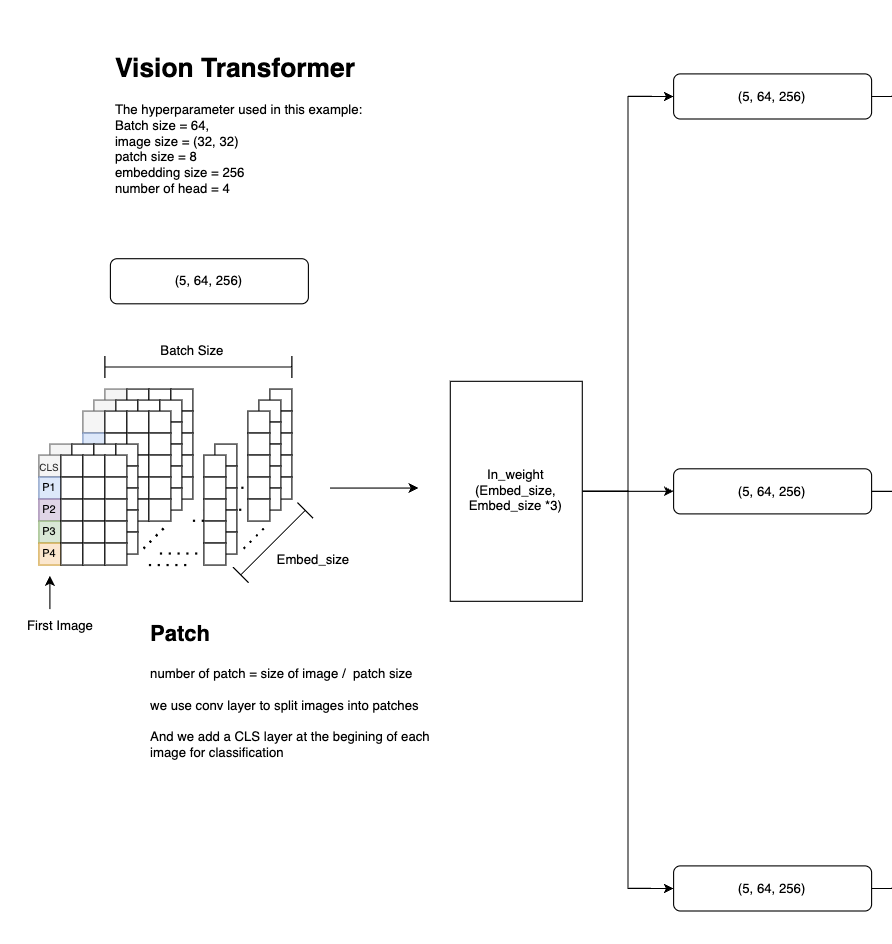 Vision Transformer
The hyperparameter used in this example:
Batch size = 64,
image size = (32, 32)
patch size = 8
embedding size = 256
number of head = 4
(5, 64, 256)
(5, 64, 256)
Batch Size
CLS
P1
P2
P3
P4
Embed_size
First Image
In_weight
(Embed_size,
Embed_size *3)
(5, 64, 256)
Patch
number of patch = size of image /  patch size
we use conv layer to split images into patches
And we add a CLS layer at the begining of each
image for classification
(5, 64, 256)